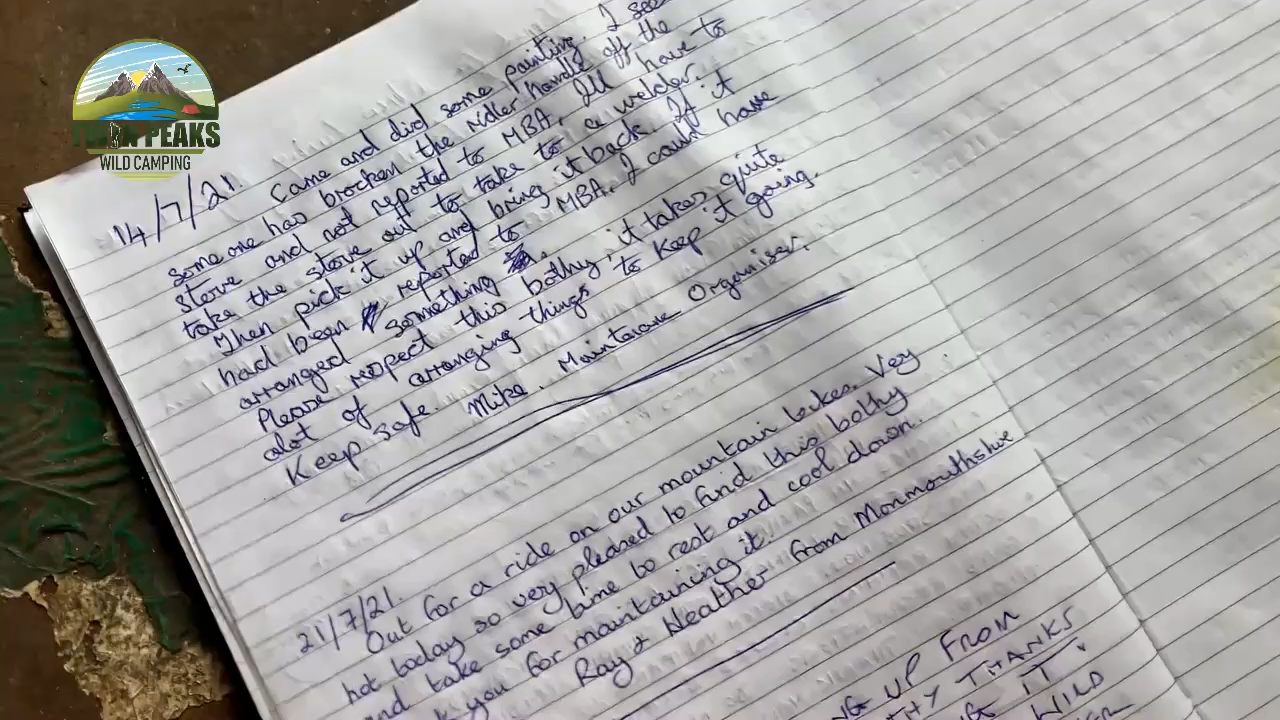 TWIN PEAKS
WILD CAMPING
14/7/21. Came and did some painting. I see
someone has brocken the ridler handle off the
stove and not reported to MBA. Ill have to
take the stove out to take to a welder.
Then pick it up and bring it back. If it
had been reported to MBA. I could have
arranged something
Please respect this bothy, it takes quite
alot of arranging things to keep it going.
Keep safe. Mike. Maintaince Organiser.
21/7/21.
Out for a ride on our mountain bikes. Very
hot today so very pleased to find this bothy
and take some time to rest and cool down.
you for maintaining it.
Ray & Heather from Monmouthshire
UP FROM
THANKS
IT
WILD